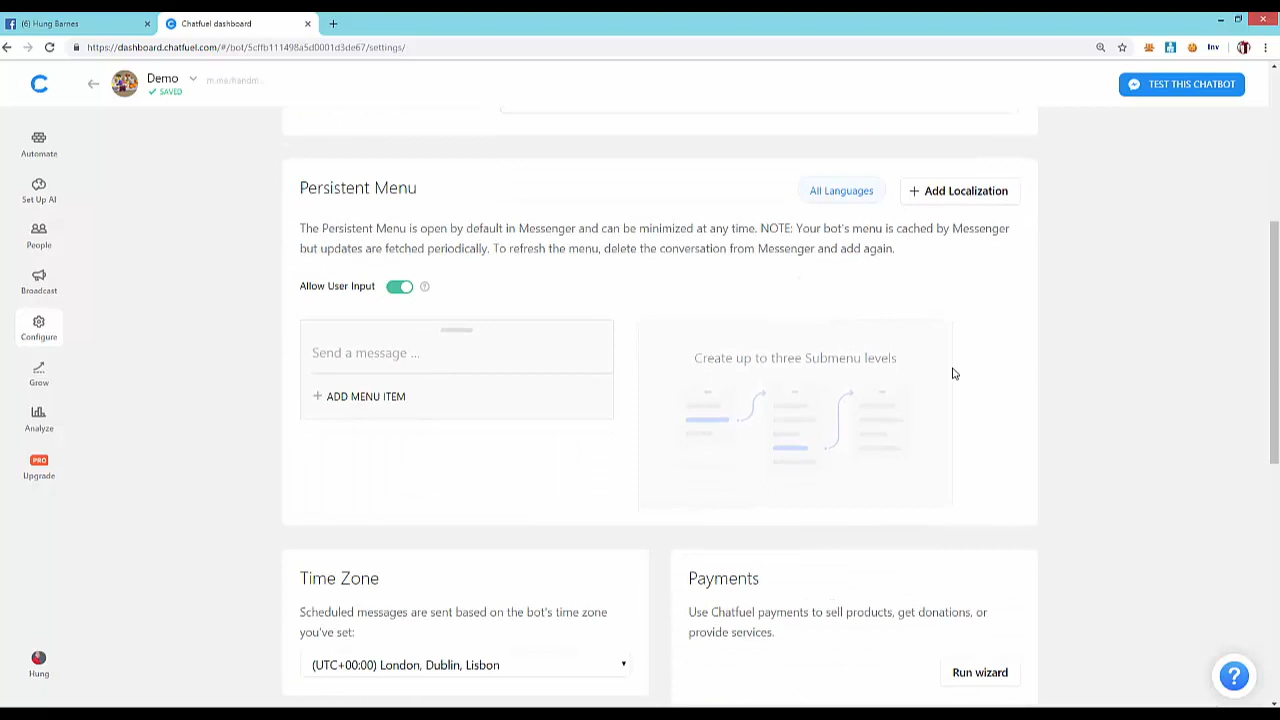 (6) Hung Barnes
Chatfuel dashboard
https://dashboard.chatfuel.com/#/bot/5cffb111498a5d0001d3de67/settings/
Inv
Demo
m.me/handm...
SAVED
TEST THIS CHATBOT
Automate
Set Up AI
People
Broadcast
Configure
Grow
Analyze
PRO
Upgrade
Hung
Persistent Menu
All Languages
+ Add Localization
The Persistent Menu is open by default in Messenger and can be minimized at any time. NOTE: Your bot's menu is cached by Messenger
but updates are fetched periodically. To refresh the menu, delete the conversation from Messenger and add again.
Allow User Input
Send a message ...
+ ADD MENU ITEM
Create up to three Submenu levels
Time Zone
Scheduled messages are sent based on the bot's time zone
you've set:
(UTC+00:00) London, Dublin, Lisbon
Payments
Use Chatfuel payments to sell products, get donations, or
provide services.
Run wizard